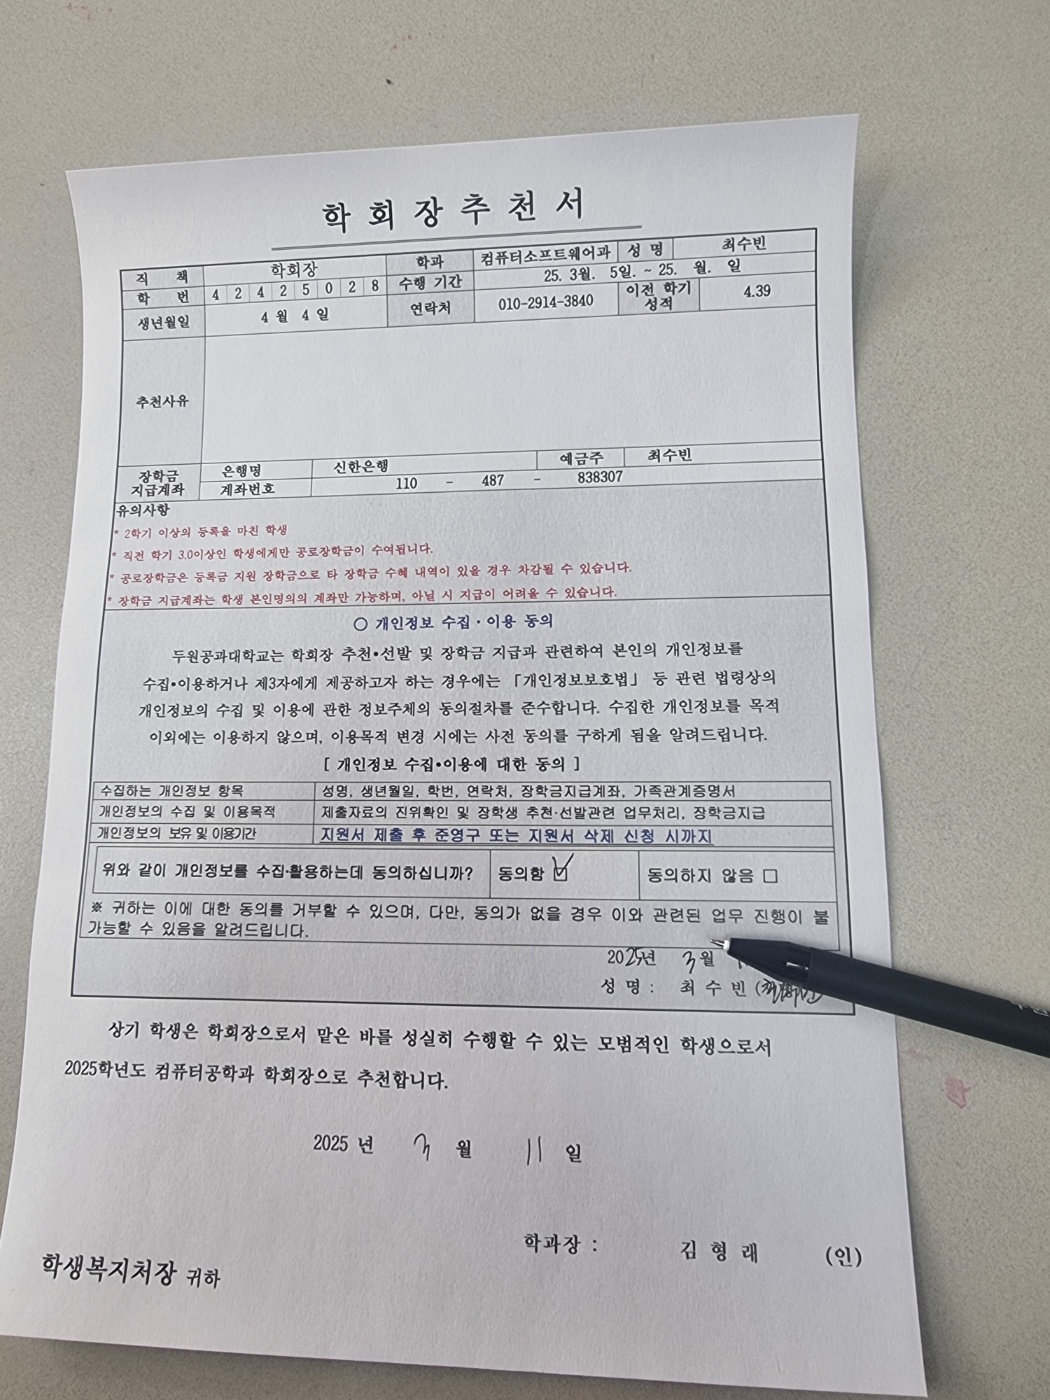 학 회 장 추 천 서
직 책 학회장 학과 컴퓨터소프트웨어과 성 명 최수빈
학 번 4 2 4 2 5 0 2 8 수행 기간 25. 3월. 5일. ~ 25. 월. 일
생년월일 4 월 4 일 연락처 010-2914-3840 이전 학기 성적 4.39
추천사유
장학금 지급계좌 은행명 신한은행 예금주 최수빈
계좌번호 110 - 487 - 838307
유의사항
* 2학기 이상의 등록을 마친 학생
* 직전 학기 3.0이상인 학생에게만 공로장학금이 수여됩니다.
* 공로장학금은 등록금 지원 장학금으로 타 장학금 수혜 내역이 있을 경우 차감될 수 있습니다.
* 장학금 지급계좌는 학생 본인명의의 계좌만 가능하며, 아닐 시 지급이 어려울 수 있습니다.
○ 개인정보 수집·이용 동의
두원공과대학교는 학회장 추천•선발 및 장학금 지급과 관련하여 본인의 개인정보를
수집•이용하거나 제3자에게 제공하고자 하는 경우에는 「개인정보보호법」 등 관련 법령상의
개인정보의 수집 및 이용에 관한 정보주체의 동의절차를 준수합니다. 수집한 개인정보를 목적
이외에는 이용하지 않으며, 이용목적 변경 시에는 사전 동의를 구하게 됨을 알려드립니다.
[ 개인정보 수집•이용에 대한 동의 ]
수집하는 개인정보 항목 성명, 생년월일, 학번, 연락처, 장학금지급계좌, 가족관계증명서
개인정보의 수집 및 이용목적 제출자료의 진위확인 및 장학생 추천·선발관련 업무처리, 장학금지급
개인정보의 보유 및 이용기간 지원서 제출 후 준영구 또는 지원서 삭제 신청 시까지
위와 같이 개인정보를 수집·활용하는데 동의하십니까? 동의함 ☑ 동의하지 않음 □
※ 귀하는 이에 대한 동의를 거부할 수 있으며, 다만, 동의가 없을 경우 이와 관련된 업무 진행이 불
가능할 수 있음을 알려드립니다.
2025년 3월
성 명 : 최 수 빈
상기 학생은 학회장으로서 맡은 바를 성실히 수행할 수 있는 모범적인 학생으로서
2025학년도 컴퓨터공학과 학회장으로 추천합니다.
2025 년 3 월 11 일
학과장 : 김 형 래 (인)
학생복지처장 귀하